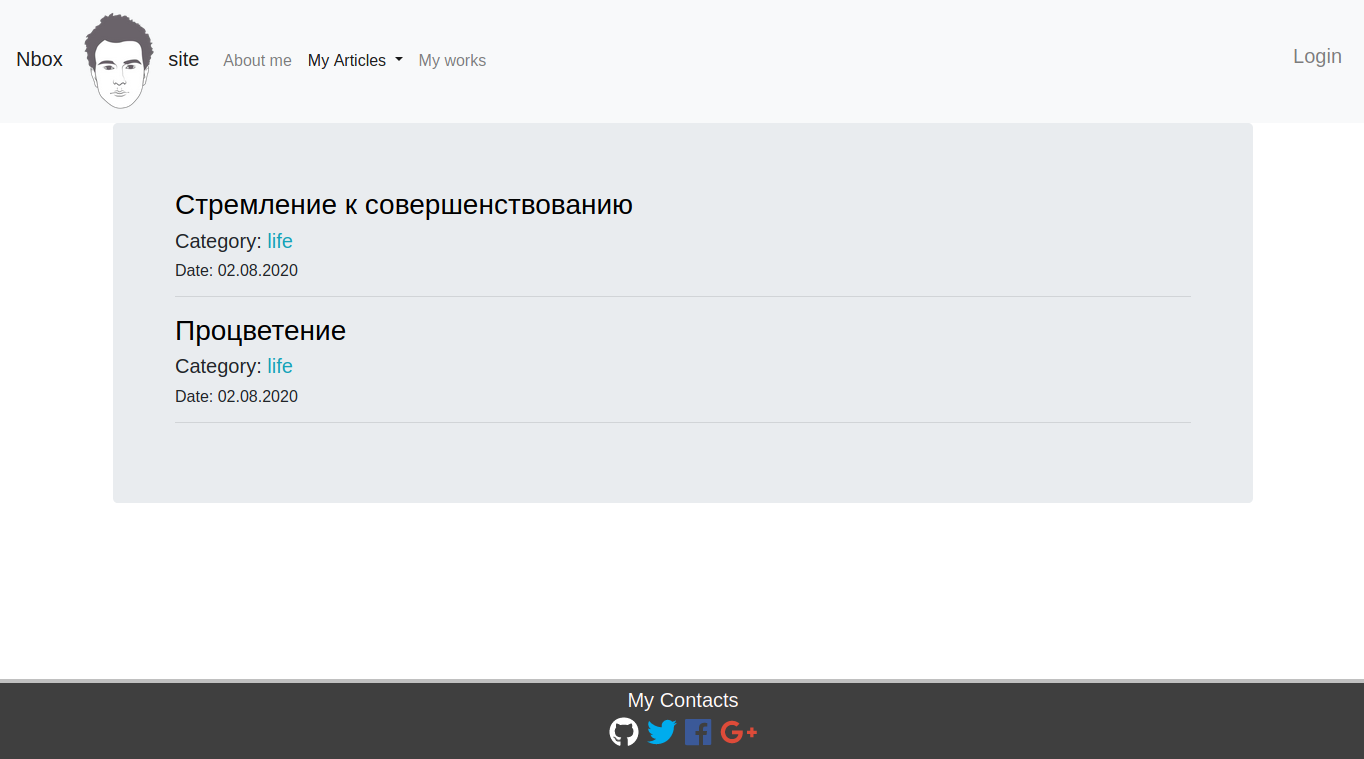 Nbox site About me My Articles My works Login
Стремление к совершенствованию
Category: life
Date: 02.08.2020
Процветение
Category: life
Date: 02.08.2020
My Contacts